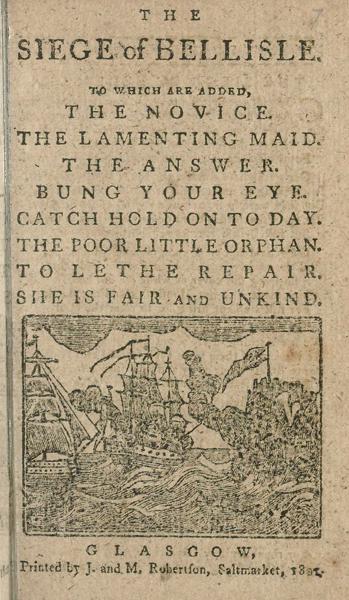 THE
SIEGE of BELLISLE.
TO WHICH ARE ADDED,
THE NOVICE.
THE LAMENTING MAID.
THE ANSWER.
BUNG YOUR EYE.
CATCH HOLD ON TO DAY.
THE POOR LITTLE ORPHAN.
TO LETHE REPAIR.
SHE IS FAIR AND UNKIND.
GLASGOW,
Printed by J. and M. Robertson, Saltmarket,